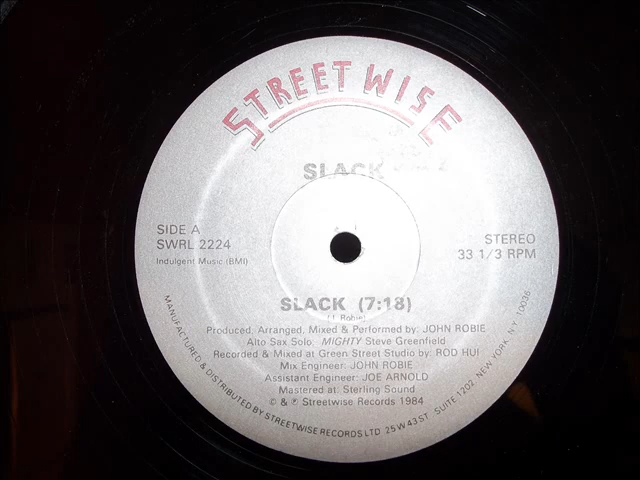 STREETWISE
SLACK
SIDE A
SWRL 2224
Indulgent Music (BMI)
STEREO
33 1/3 RPM
SLACK (7:18)
(J. Robie)
Produced, Arranged, Mixed & Performed by: JOHN ROBIE
Alto Sax Solo: MIGHTY Steve Greenfield
Recorded & Mixed at Green Street Studio by: ROD HUI
Mix Engineer: JOHN ROBIE
Assistant Engineer: JOE ARNOLD
Mastered at: Sterling Sound
© & ℗ Streetwise Records 1984
MANUFACTURED & DISTRIBUTED BY STREETWISE RECORDS LTD 25 W 43 ST. SUITE 1202 NEW YORK, N.Y. 10036